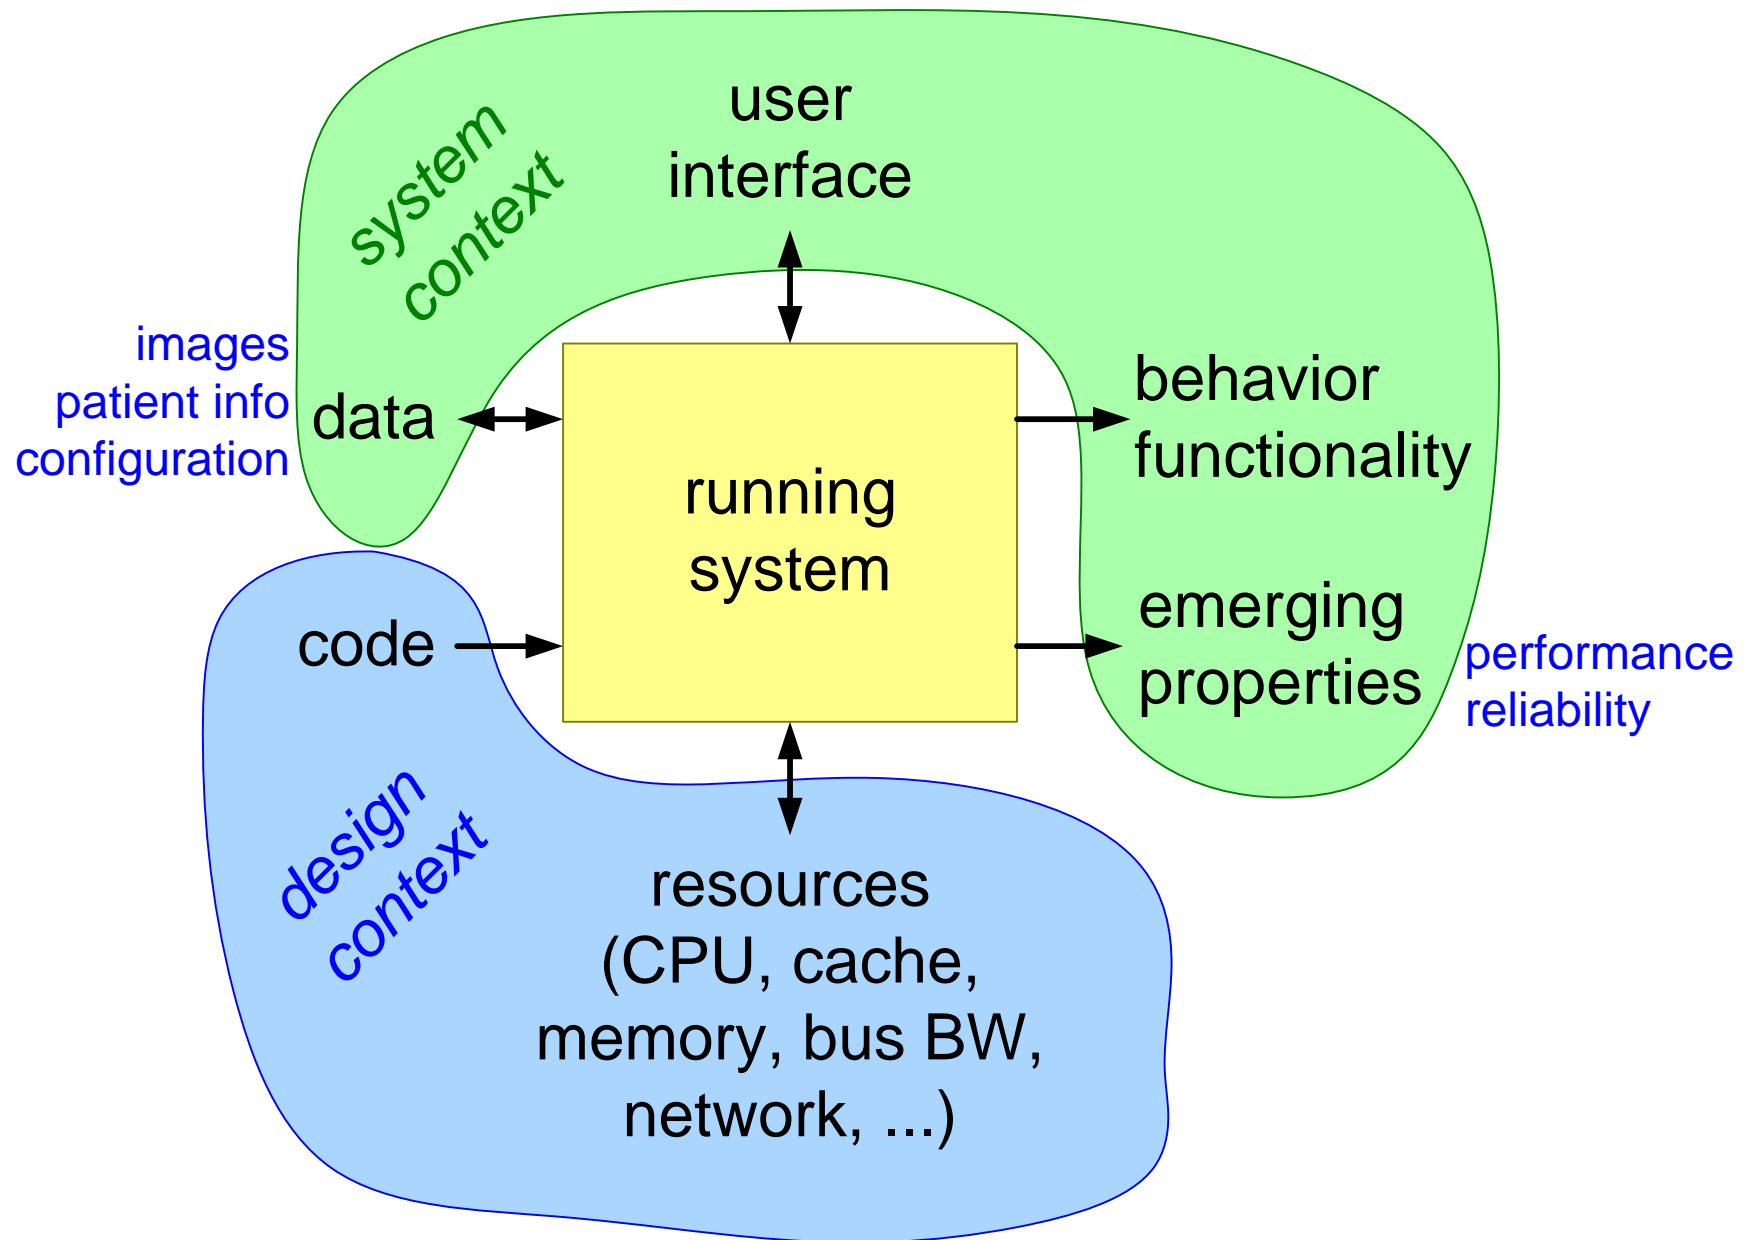 user
interface
system
context
images
patient info
configuration
data
running
system
behavior
functionality
emerging
properties
performance
reliability
code
design
context
resources
(CPU, cache,
memory, bus BW,
network, ...)